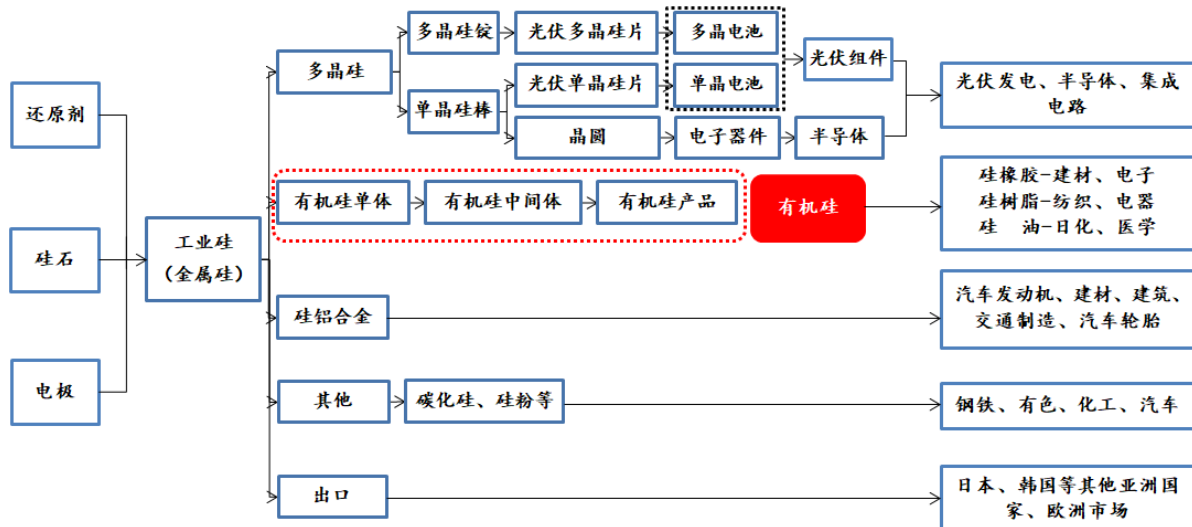 还原剂
硅石
电极
工业硅
（金属硅）
多晶硅
多晶硅锭
光伏多晶硅片
多晶电池
光伏组件
单晶硅棒
光伏单晶硅片
单晶电池
晶圆
电子器件
半导体
光伏发电、半导体、集成
电路
有机硅单体
有机硅中间体
有机硅产品
有机硅
硅橡胶-建材、电子
硅树脂-纺织、电器
硅 油-日化、医学
硅铝合金
汽车发动机、建材、建筑、
交通制造、汽车轮胎
其他
碳化硅、硅粉等
钢铁、有色、化工、汽车
出口
日本、韩国等其他亚洲国
家、欧洲市场